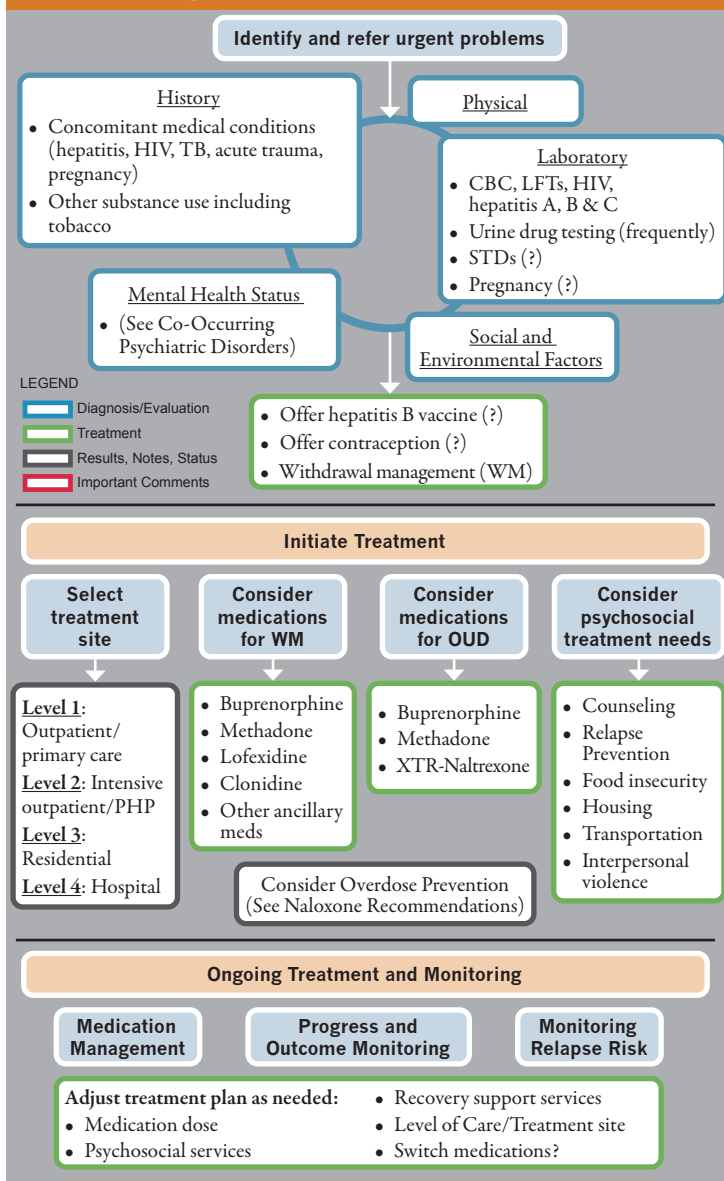 Identify and refer urgent problems
History
• Concomitant medical conditions
(hepatitis, HIV, TB, acute trauma,
pregnancy)
• Other substance use including
tobacco
Physical
Laboratory
• CBC, LFTs, HIV,
hepatitis A, B & C
• Urine drug testing (frequently)
• STDs (?)
• Pregnancy (?)
Mental Health Status
• (See Co-Occurring
Psychiatric Disorders)
Social and
Environmental Factors
LEGEND
Diagnosis/Evaluation
Treatment
Results, Notes, Status
Important Comments
• Offer hepatitis B vaccine (?)
• Offer contraception (?)
• Withdrawal management (WM)
Initiate Treatment
Select
treatment
site
Level 1:
Outpatient/
primary care
Level 2: Intensive
outpatient/PHP
Level 3:
Residential
Level 4: Hospital
Consider
medications
for WM
• Buprenorphine
• Methadone
• Lofexidine
• Clonidine
• Other ancillary
meds
Consider
medications
for OUD
• Buprenorphine
• Methadone
• XTR-Naltrexone
Consider
psychosocial
treatment needs
• Counseling
• Relapse
Prevention
• Food insecurity
• Housing
• Transportation
• Interpersonal
violence
Consider Overdose Prevention
(See Naloxone Recommendations)
Ongoing Treatment and Monitoring
Medication
Management
Progress and
Outcome Monitoring
Monitoring
Relapse Risk
Adjust treatment plan as needed:
• Medication dose
• Psychosocial services
• Recovery support services
• Level of Care/Treatment site
• Switch medications?